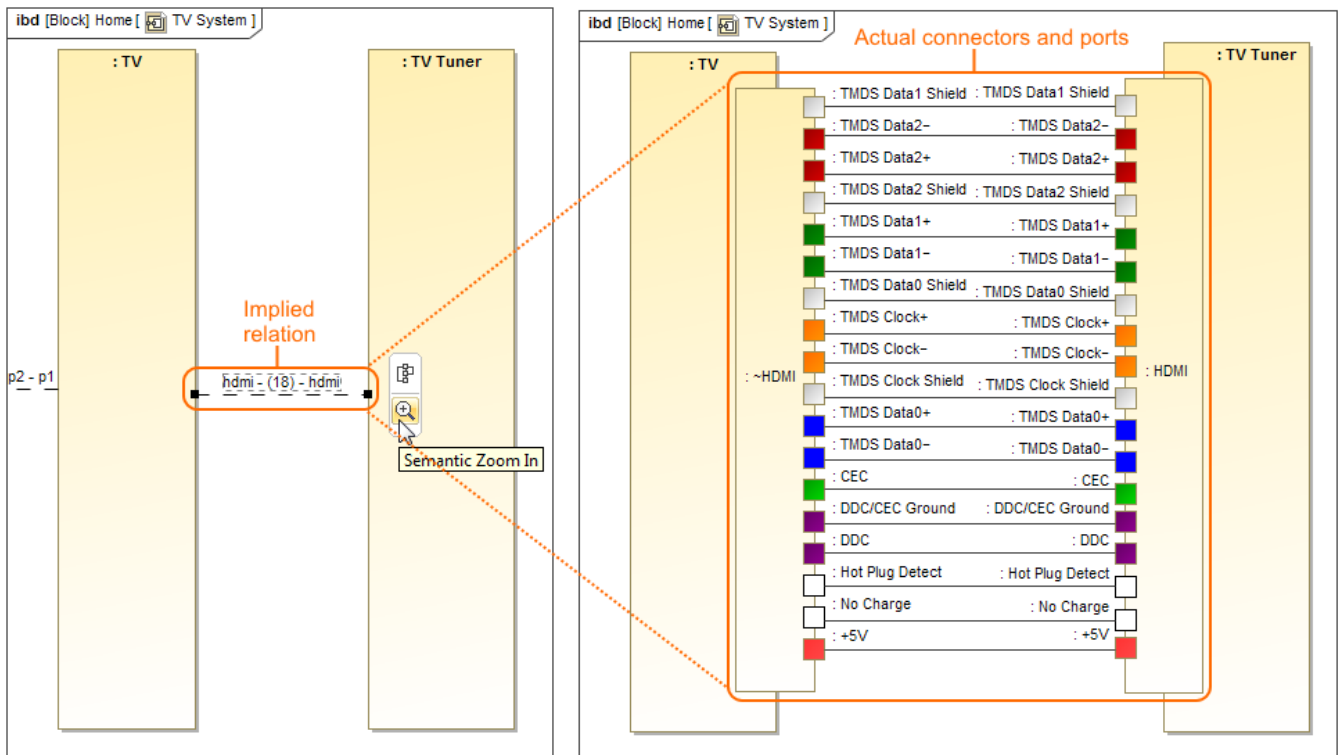 ibd [Block] Home [ TV System ]
: TV
: TV Tuner
Implied
relation
p2 - p1
hdmi - (18) - hdmi
Semantic Zoom In
ibd [Block] Home [ TV System ]
Actual connectors and ports
: TV
: TV Tuner
: TMDS Data1 Shield : TMDS Data1 Shield
: TMDS Data2− : TMDS Data2−
: TMDS Data2+ : TMDS Data2+
: TMDS Data2 Shield : TMDS Data2 Shield
: TMDS Data1+ : TMDS Data1+
: TMDS Data1− : TMDS Data1−
: TMDS Data0 Shield : TMDS Data0 Shield
: TMDS Clock+ : TMDS Clock+
: TMDS Clock− : TMDS Clock−
: ~HDMI : HDMI
: TMDS Clock Shield : TMDS Clock Shield
: TMDS Data0+ : TMDS Data0+
: TMDS Data0− : TMDS Data0−
: CEC : CEC
: DDC/CEC Ground : DDC/CEC Ground
: DDC : DDC
: Hot Plug Detect : Hot Plug Detect
: No Charge : No Charge
: +5V : +5V